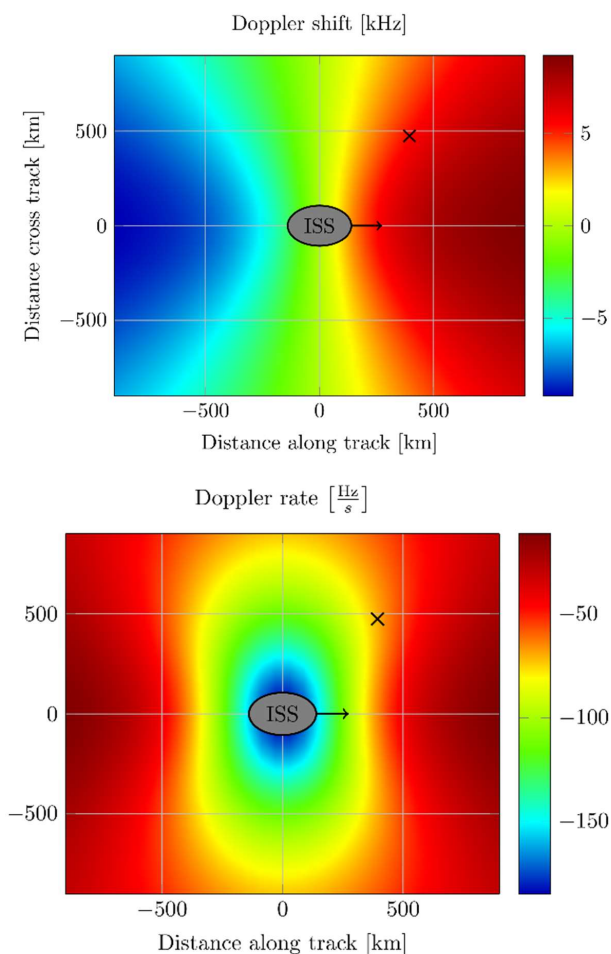 Doppler shift [kHz]
Distance cross track [km]
500
0
−500
ISS
−500 0 500
Distance along track [km]
5
0
−5
Doppler rate [Hz/s]
500
0
−500
ISS
−500 0 500
Distance along track [km]
−50
−100
−150